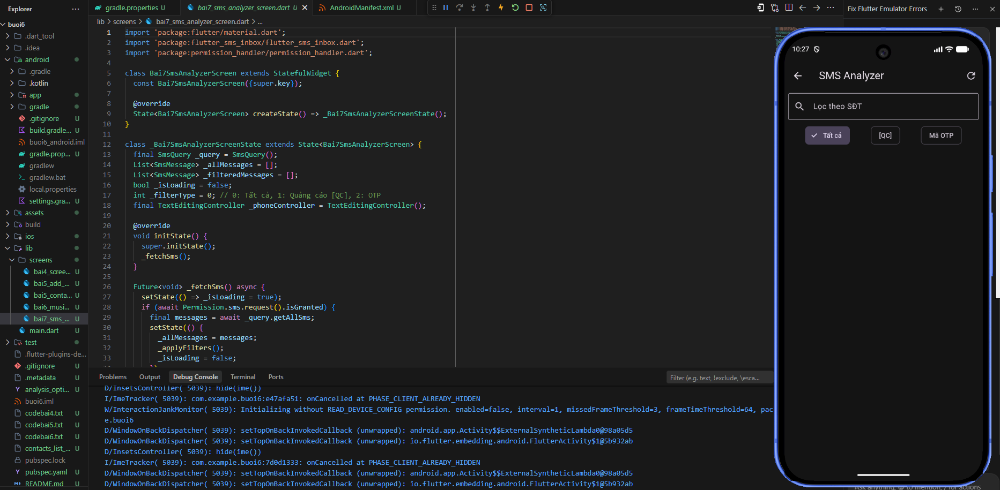 Explorer
gradle.properties U
bai7_sms_analyzer_screen.dart U
AndroidManifest.xml U
Fix Flutter Emulator Errors
lib > screens > bai7_sms_analyzer_screen.dart > ...
buoi6
.dart_tool
.idea
android
.gradle
.kotlin
app
gradle
.gitignore U
build.gradle... U
buoi6_android.iml
gradle.prop... U
gradlew
gradlew.bat
local.properties
settings.gra... U
assets
build
ios
lib
screens
bai4_scree... U
bai5_add_... U
bai5_conta... U
bai6_musi... U
bai7_sms_... U
main.dart U
test
.flutter-plugins-de...
.gitignore U
.metadata U
analysis_opti... U
buoi6.iml
codebai4.txt U
codebai5.txt U
codebai6.txt U
contacts_list_... U
pubspec.lock
pubspec.yaml U
README.md U
1 import 'package:flutter/material.dart';
2 import 'package:flutter_sms_inbox/flutter_sms_inbox.dart';
3 import 'package:permission_handler/permission_handler.dart';
4
5 class Bai7SmsAnalyzerScreen extends StatefulWidget {
6 const Bai7SmsAnalyzerScreen({super.key});
7
8 @override
9 State<Bai7SmsAnalyzerScreen> createState() => _Bai7SmsAnalyzerScreenState();
10 }
11
12 class _Bai7SmsAnalyzerScreenState extends State<Bai7SmsAnalyzerScreen> {
13 final SmsQuery _query = SmsQuery();
14 List<SmsMessage> _allMessages = [];
15 List<SmsMessage> _filteredMessages = [];
16 bool _isLoading = false;
17 int _filterType = 0; // 0: Tất cả, 1: Quảng cáo [QC], 2: OTP
18 final TextEditingController _phoneController = TextEditingController();
19
20 @override
21 void initState() {
22 super.initState();
23 _fetchSms();
24 }
25
26 Future<void> _fetchSms() async {
27 setState(() => _isLoading = true);
28 if (await Permission.sms.request().isGranted) {
29 final messages = await _query.getAllSms;
30 setState(() {
31 _allMessages = messages;
32 _applyFilters();
33 _isLoading = false;
Problems Output Debug Console Terminal Ports
Filter (e.g. text, !exclude, \esca...
D/InsetsController( 5039): hide(ime())
I/ImeTracker( 5039): com.example.buoi6:e47afa51: onCancelled at PHASE_CLIENT_ALREADY_HIDDEN
W/InteractionJankMonitor( 5039): Initializing without READ_DEVICE_CONFIG permission. enabled=false, interval=1, missedFrameThreshold=3, frameTimeThreshold=64, pac
e.buoi6
D/WindowOnBackDispatcher( 5039): setTopOnBackInvokedCallback (unwrapped): android.app.Activity$$ExternalSyntheticLambda0@98a05d5
D/WindowOnBackDispatcher( 5039): setTopOnBackInvokedCallback (unwrapped): io.flutter.embedding.android.FlutterActivity$1@5b932ab
D/InsetsController( 5039): hide(ime())
I/ImeTracker( 5039): com.example.buoi6:7d0d1333: onCancelled at PHASE_CLIENT_ALREADY_HIDDEN
D/WindowOnBackDispatcher( 5039): setTopOnBackInvokedCallback (unwrapped): android.app.Activity$$ExternalSyntheticLambda0@98a05d5
D/WindowOnBackDispatcher( 5039): setTopOnBackInvokedCallback (unwrapped): io.flutter.embedding.android.FlutterActivity$1@5b932ab
10:27
SMS Analyzer
Lọc theo SĐT
Tất cả
[QC]
Mã OTP
Ask anything, @ to mention, / for actions